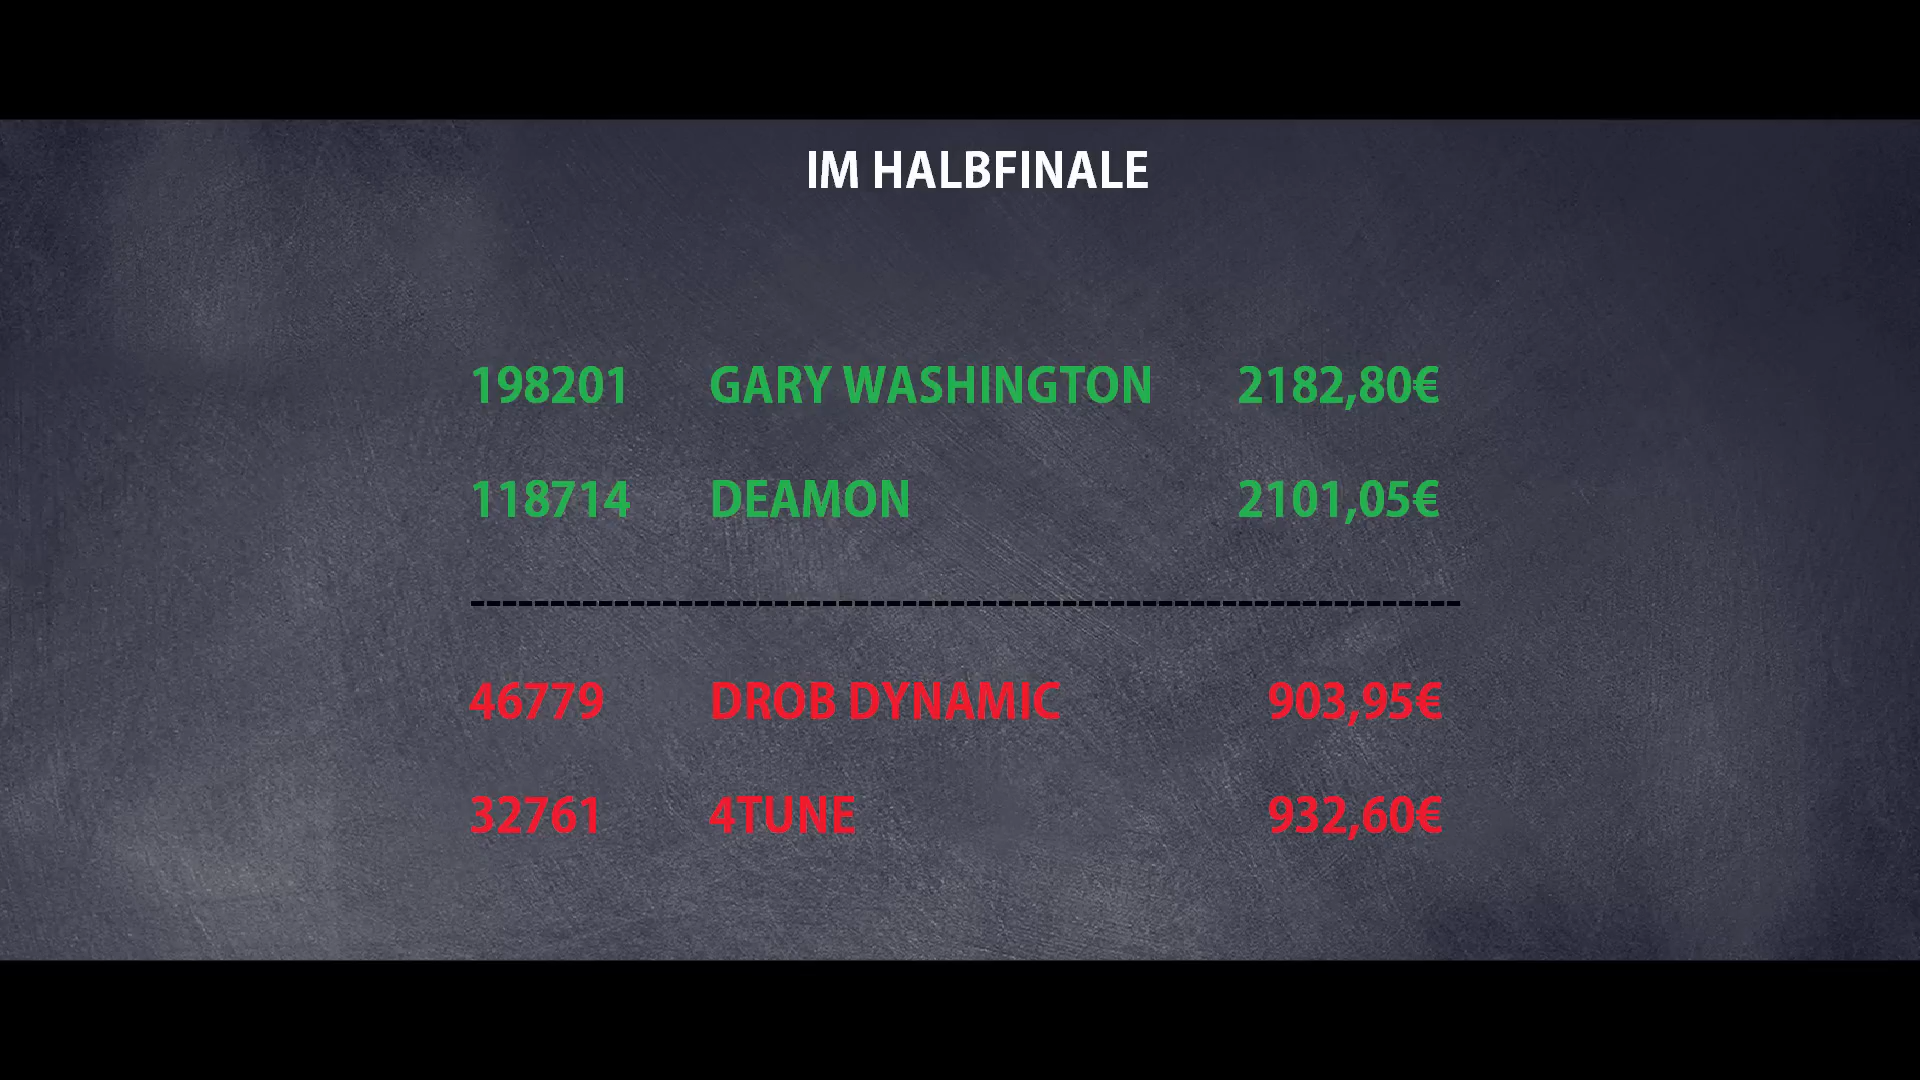 IM HALBFINALE
198201 GARY WASHINGTON 2182,80€
118714 DEAMON 2101,05€
--------------------------------------------------------------
46779 DROB DYNAMIC 903,95€
32761 4TUNE 932,60€